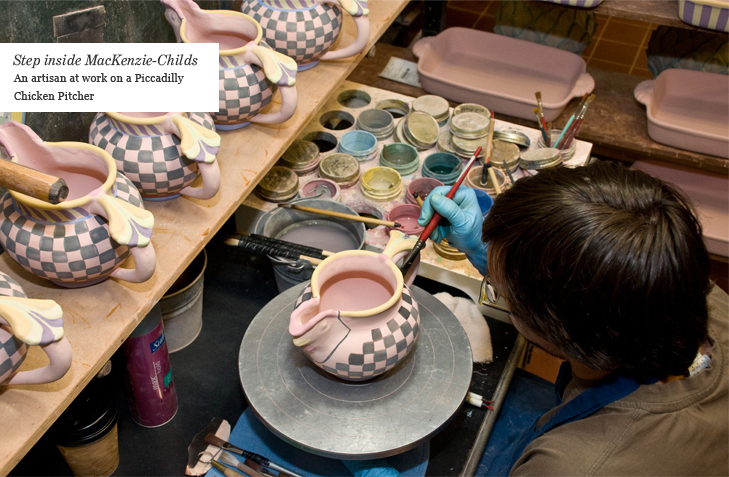 Step inside MacKenzie-Childs
An artisan at work on a Piccadilly
Chicken Pitcher